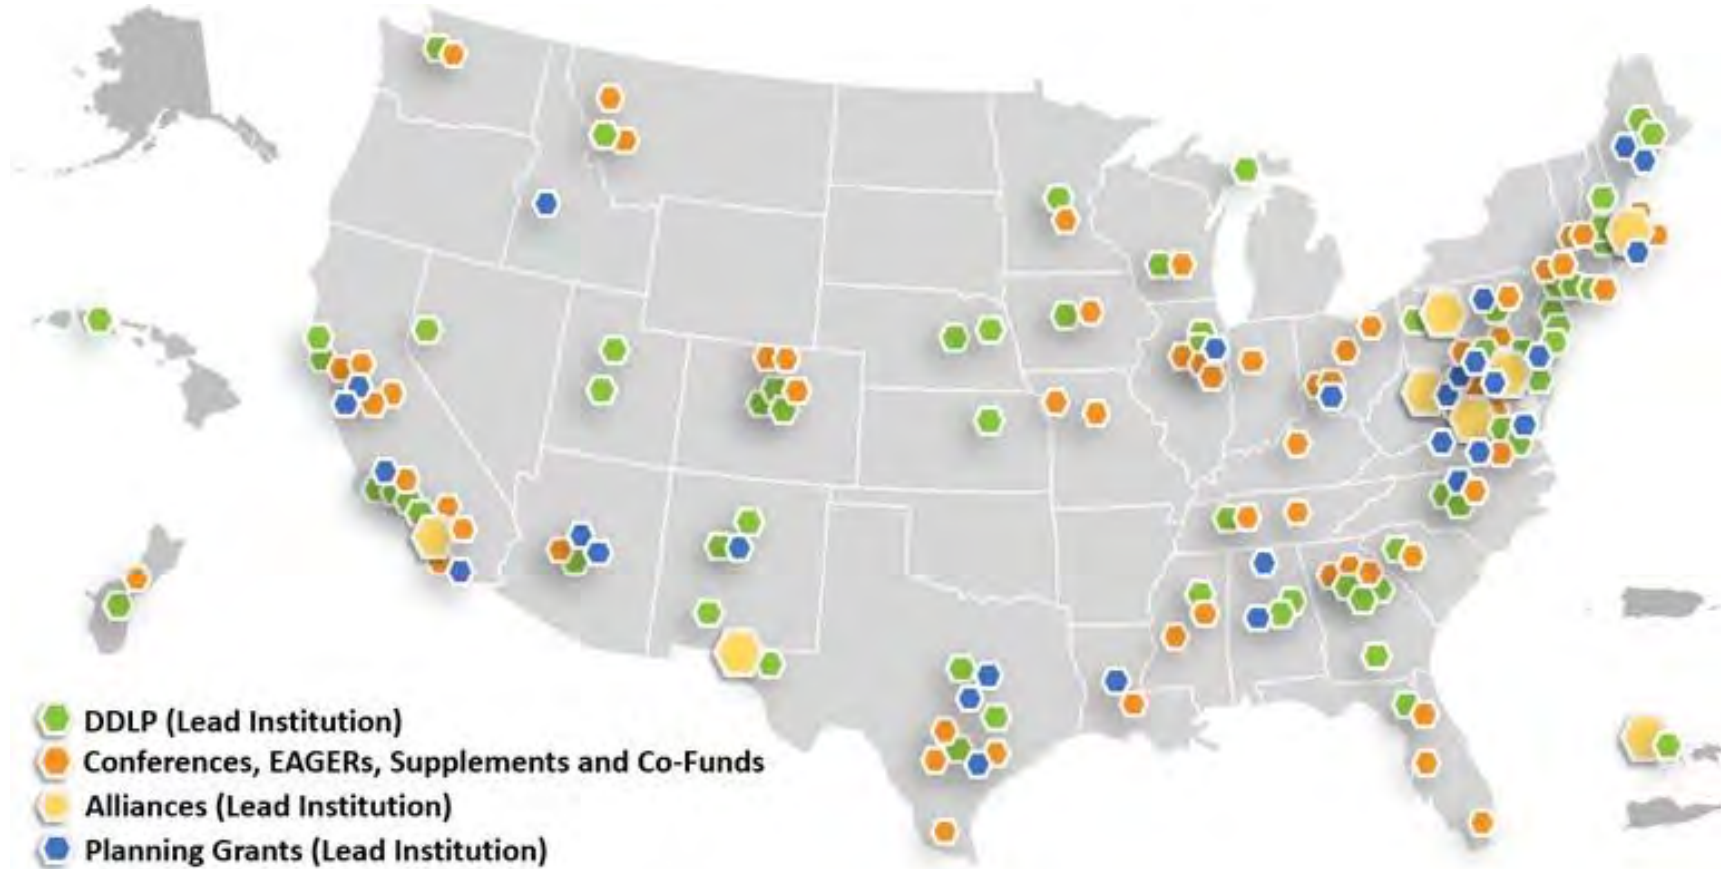 DDLP (Lead Institution)
Conferences, EAGERs, Supplements and Co-Funds
Alliances (Lead Institution)
Planning Grants (Lead Institution)